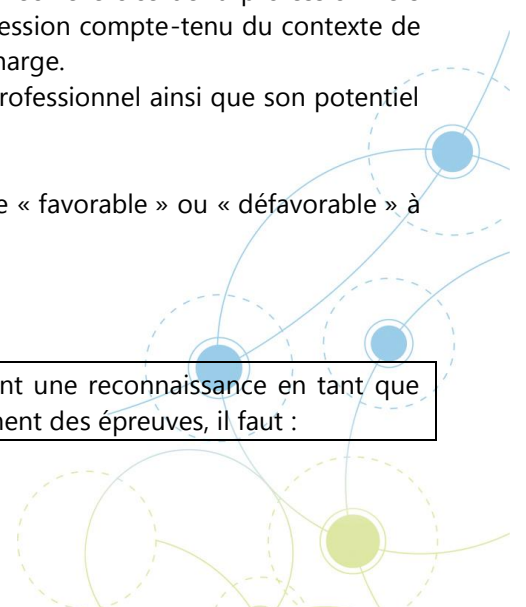 ession compte-tenu du contexte de
harge.
rofessionnel ainsi que son potentiel
e « favorable » ou « défavorable » à
nt une reconnaissance en tant que
ment des épreuves, il faut :